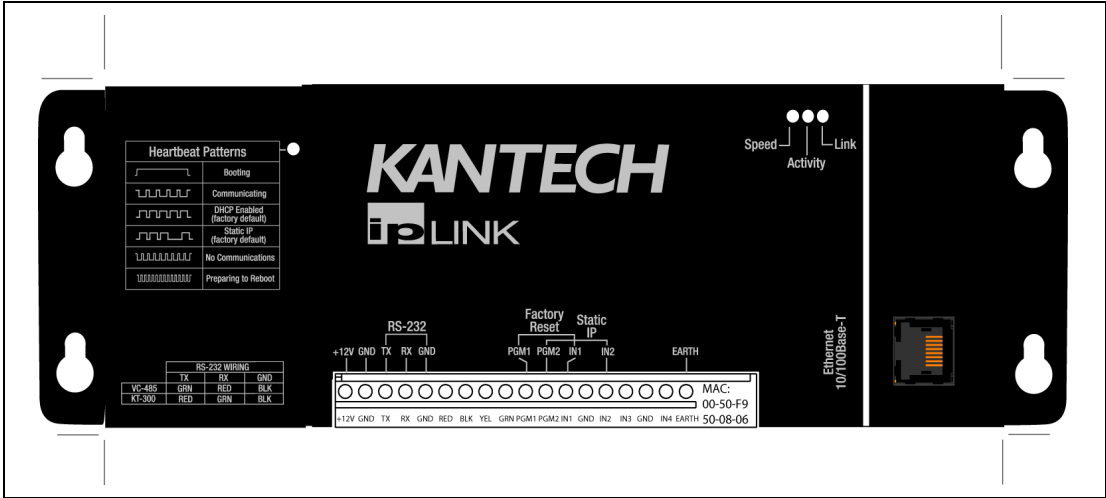 Heartbeat Patterns
Booting
Communicating
DHCP Enabled
(factory default)
Static IP
(factory default)
No Communications
Preparing to Reboot
KANTECH
ip LINK
Speed
Link
Activity
RS-232 WIRING
TX RX GND
VC-485 GRN RED BLK
KT-300 RED GRN BLK
RS-232
Factory
Reset
Static
IP
+12V GND TX RX GND PGM1 PGM2 IN1 IN2 EARTH
+12V GND TX RX GND RED BLK YEL GRN PGM1 PGM2 IN1 GND IN2 IN3 GND IN4 EARTH
MAC:
00-50-F9
50-08-06
Ethernet
10/100Base-T